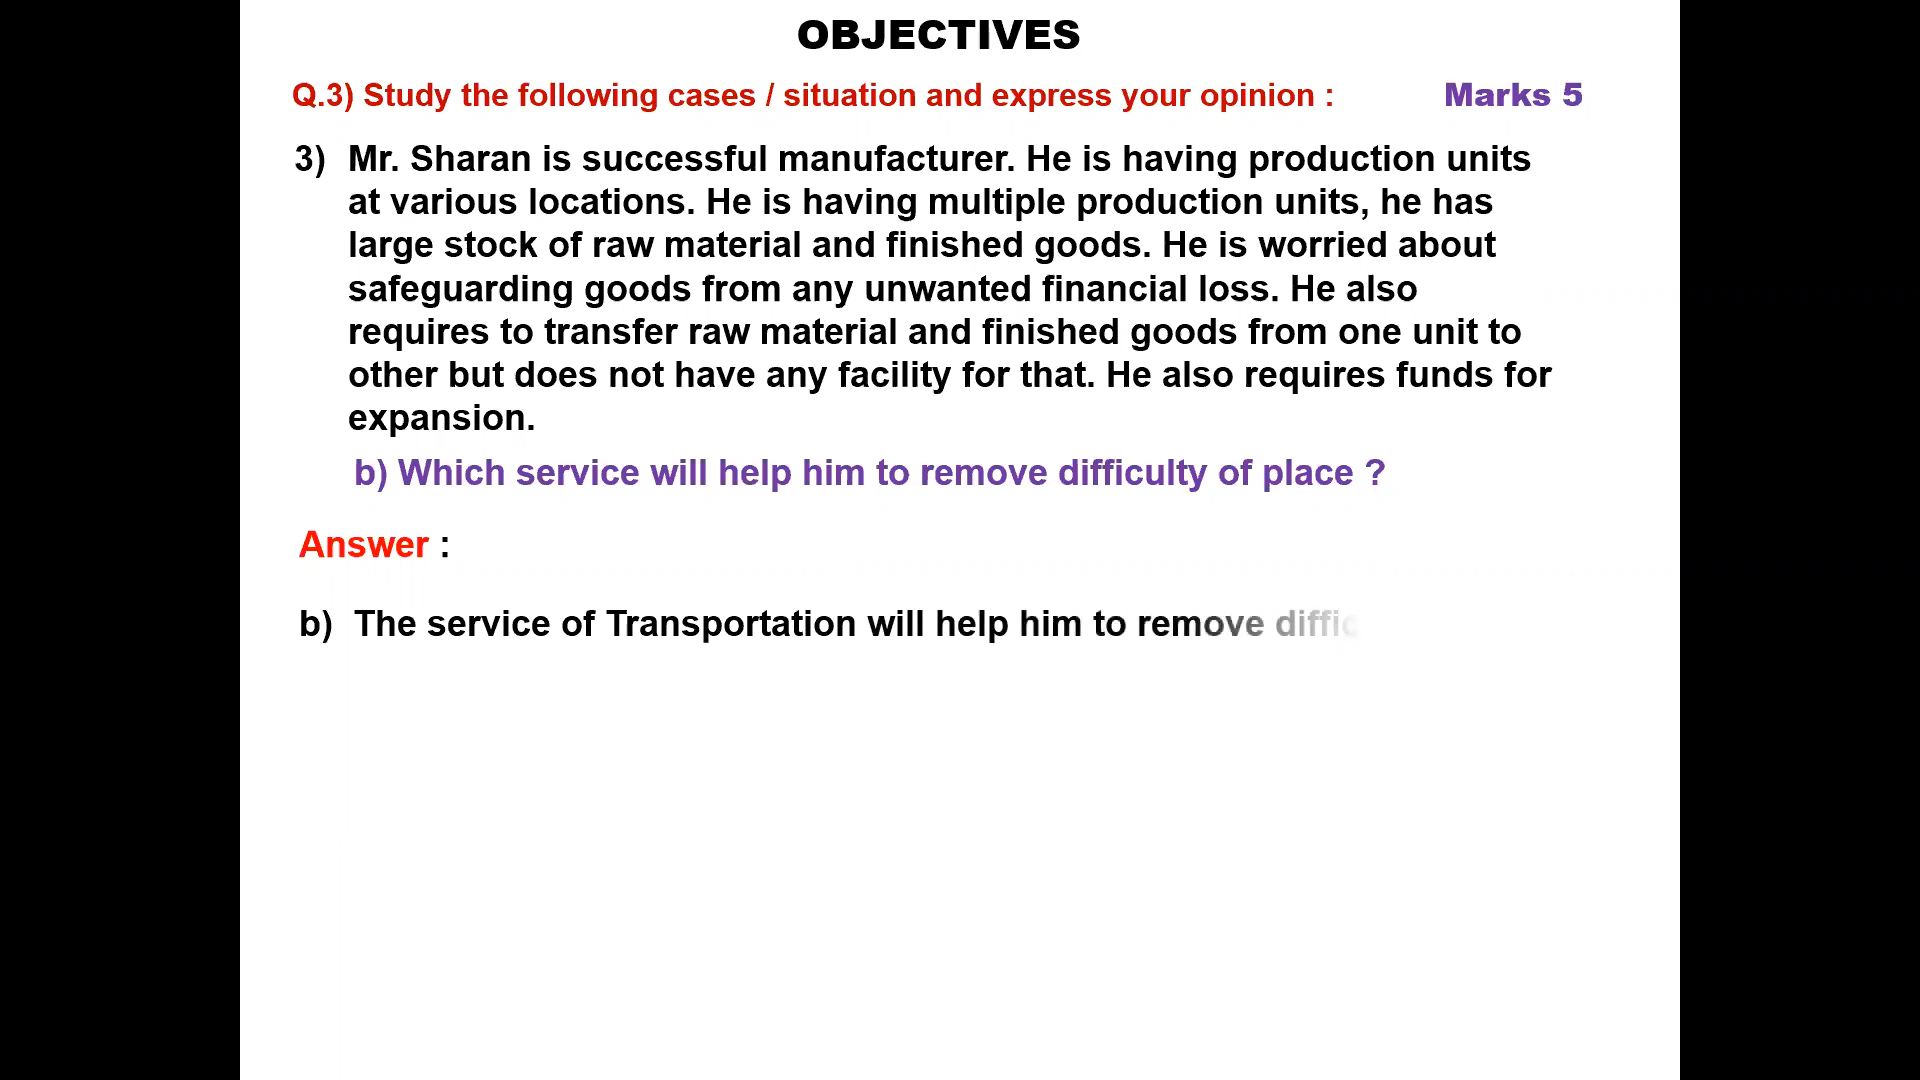 OBJECTIVES
Q.3) Study the following cases / situation and express your opinion : Marks 5
3) Mr. Sharan is successful manufacturer. He is having production units
at various locations. He is having multiple production units, he has
large stock of raw material and finished goods. He is worried about
safeguarding goods from any unwanted financial loss. He also
requires to transfer raw material and finished goods from one unit to
other but does not have any facility for that. He also requires funds for
expansion.
b) Which service will help him to remove difficulty of place ?
Answer :
b) The service of Transportation will help him to remove